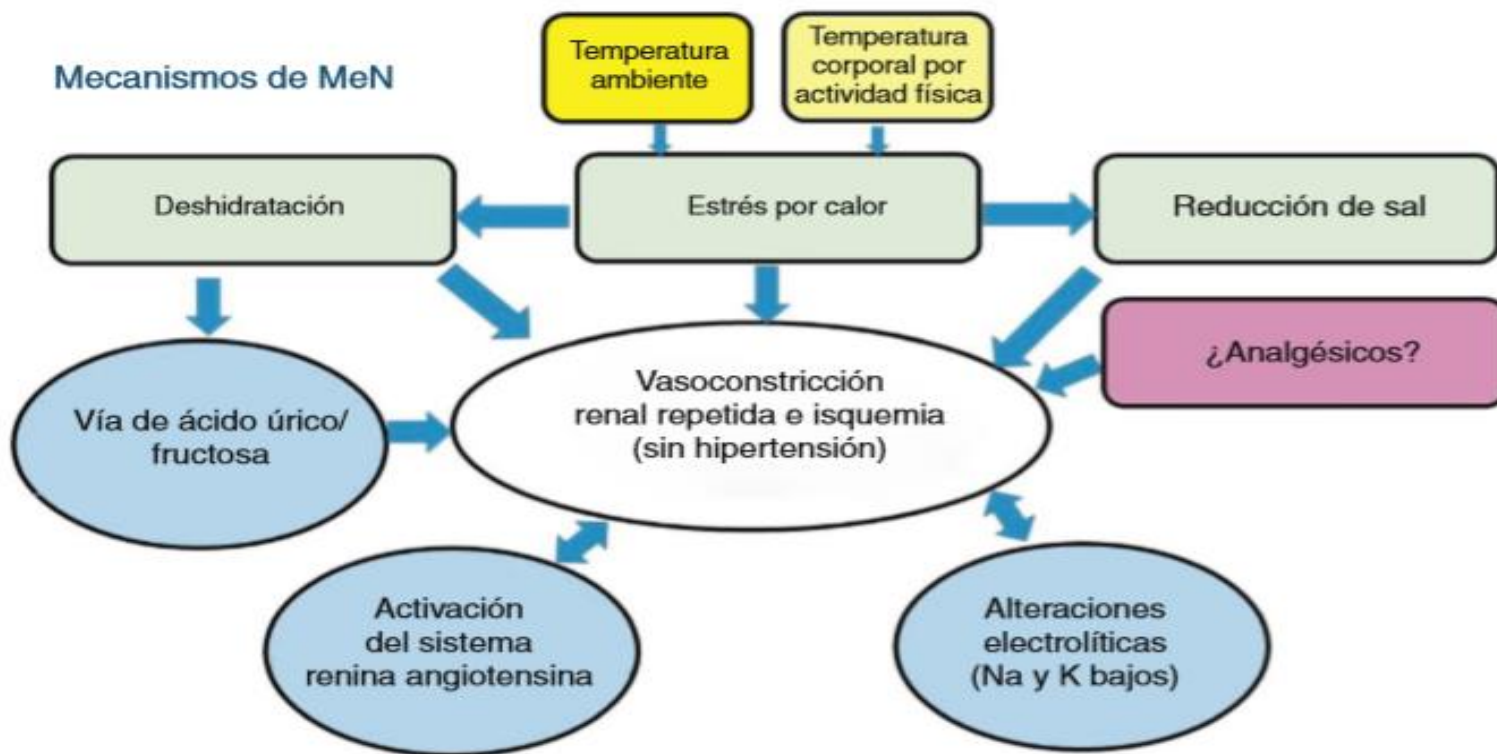 Mecanismos de MeN
Temperatura
ambiente
Temperatura
corporal por
actividad física
Deshidratación
Estrés por calor
Reducción de sal
¿Analgésicos?
Vía de ácido úrico/
fructosa
Vasoconstricción
renal repetida e isquemia
(sin hipertensión)
Activación
del sistema
renina angiotensina
Alteraciones
electrolíticas
(Na y K bajos)